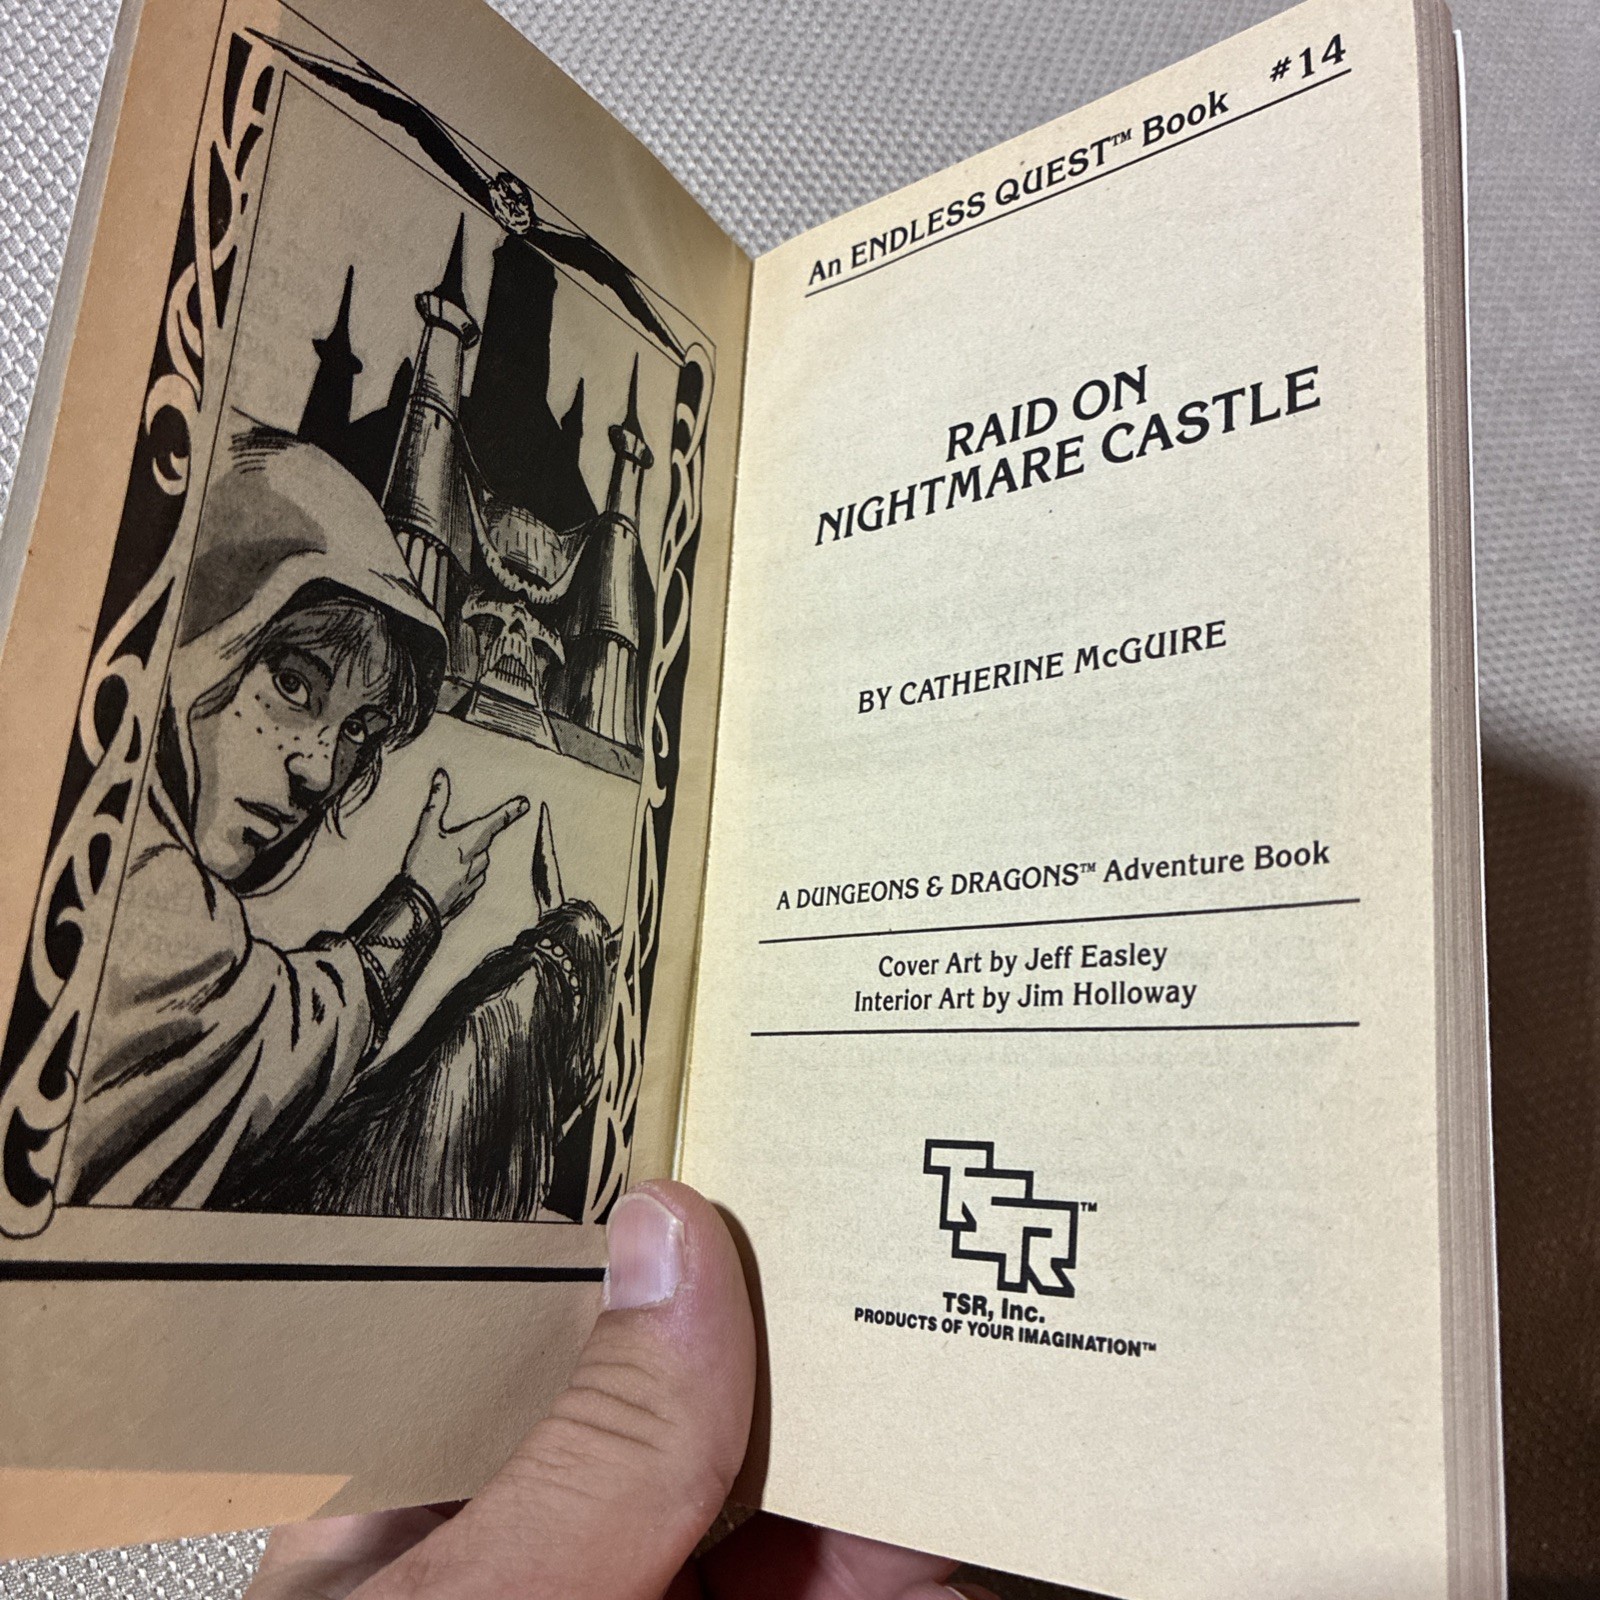 An ENDLESS QUEST™ Book #14
RAID ON
NIGHTMARE CASTLE
BY CATHERINE McGUIRE
A DUNGEONS & DRAGONS™ Adventure Book
Cover Art by Jeff Easley
Interior Art by Jim Holloway
TSR™
TSR, Inc.
PRODUCTS OF YOUR IMAGINATION™